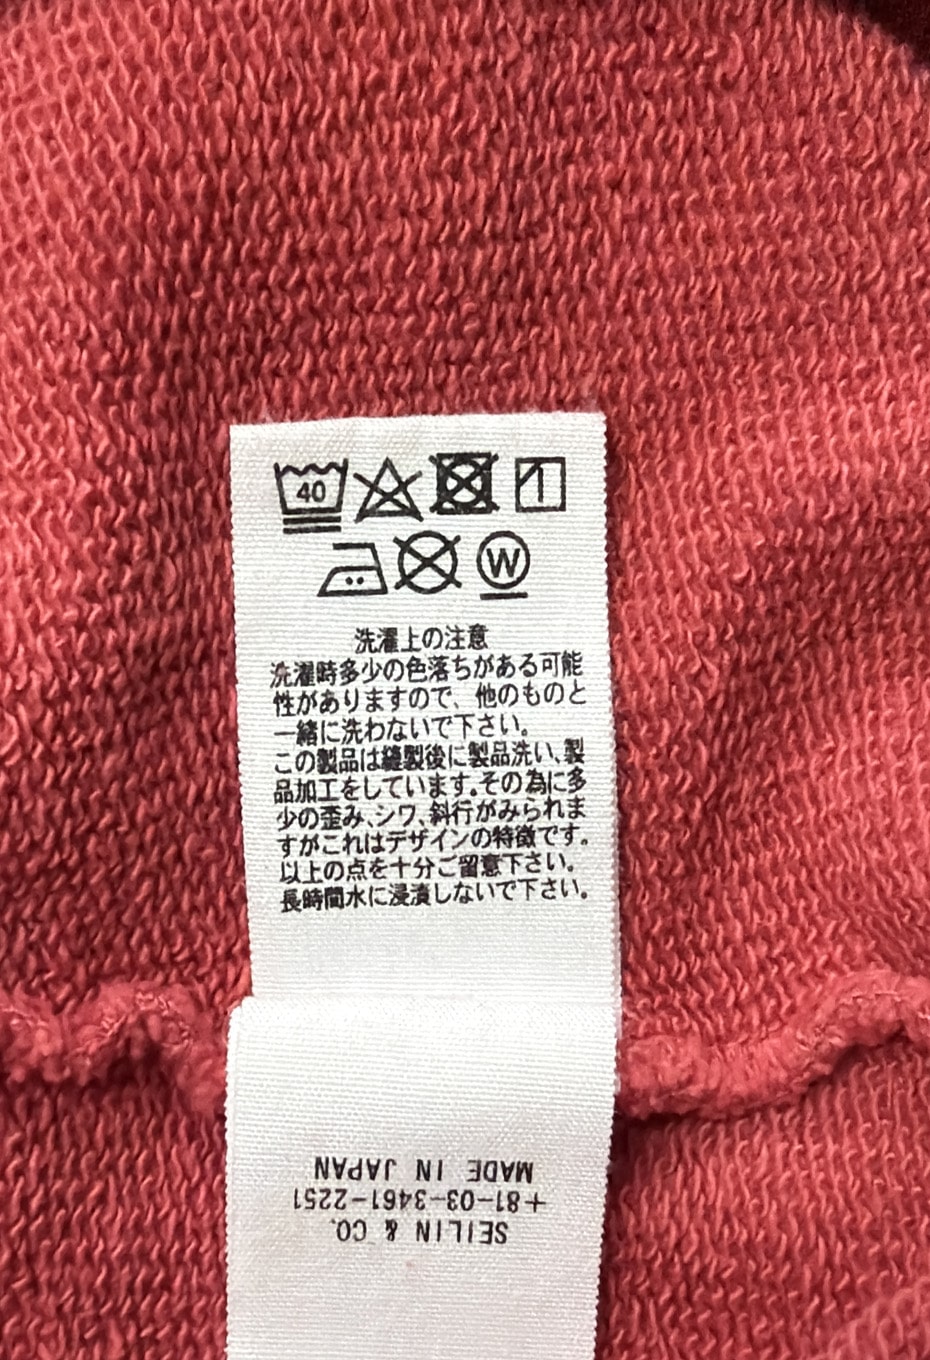 40
W
洗濯上の注意
洗濯時多少の色落ちがある可能
性がありますので、他のものと
一緒に洗わないで下さい。
この製品は縫製後に製品洗い、製
品加工をしています。その為に多
少の歪み、シワ、斜行がみられま
すがこれはデザインの特徴です。
以上の点を十分ご留意下さい。
長時間水に浸漬しないで下さい。
SEILIN & CO.
+81-03-3461-2251
MADE IN JAPAN